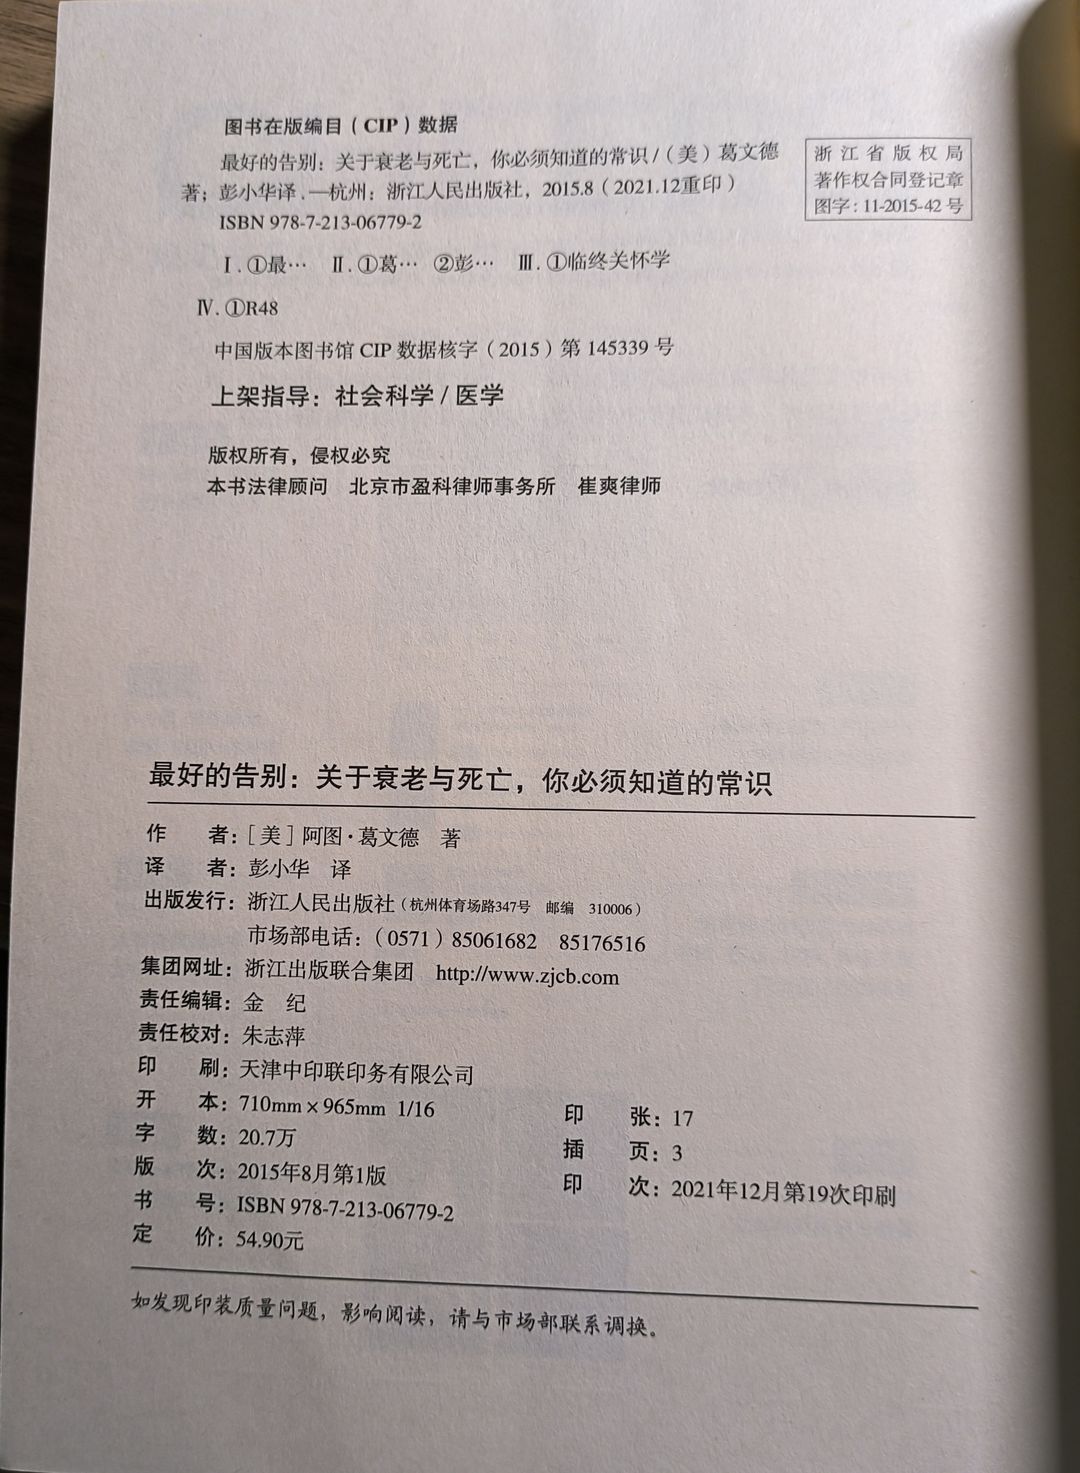 图书在版编目（CIP）数据
最好的告别：关于衰老与死亡，你必须知道的常识/（美）葛文德
著；彭小华译.—杭州：浙江人民出版社，2015.8（2021.12重印）
ISBN 978-7-213-06779-2
Ⅰ.①最… Ⅱ.①葛… ②彭… Ⅲ.①临终关怀学
Ⅳ.①R48
中国版本图书馆 CIP 数据核字（2015）第 145339 号
浙江省版权局
著作权合同登记章
图字：11-2015-42 号
上架指导：社会科学 / 医学
版权所有，侵权必究
本书法律顾问 北京市盈科律师事务所 崔爽律师
最好的告别：关于衰老与死亡，你必须知道的常识
作 者：［美］阿图·葛文德 著
译 者：彭小华 译
出版发行：浙江人民出版社（杭州体育场路347号 邮编 310006）
市场部电话：（0571）85061682 85176516
集团网址：浙江出版联合集团 http://www.zjcb.com
责任编辑：金 纪
责任校对：朱志萍
印 刷：天津中印联印务有限公司
开 本：710mm×965mm 1/16
印 张：17
字 数：20.7万
插 页：3
版 次：2015年8月第1版
印 次：2021年12月第19次印刷
书 号：ISBN 978-7-213-06779-2
定 价：54.90元
如发现印装质量问题，影响阅读，请与市场部联系调换。